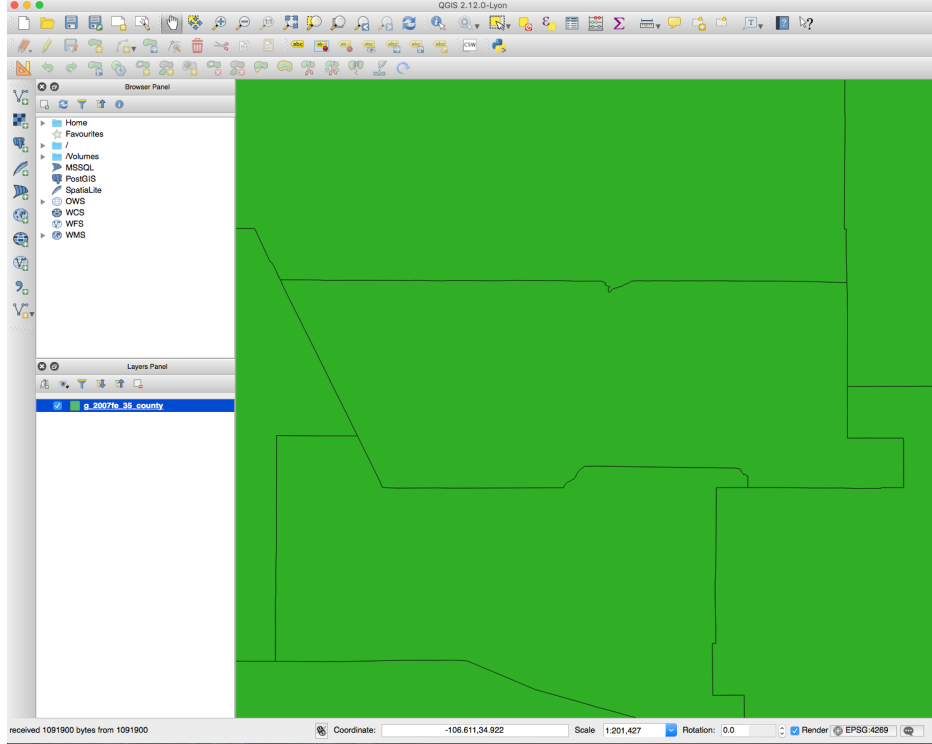 QGIS 2.12.0-Lyon
CSW
Browser Panel
Home
Favourites
/
/Volumes
MSSQL
PostGIS
SpatiaLite
OWS
WCS
WFS
WMS
Layers Panel
g_2007fe_35_county
received 1091900 bytes from 1091900 Coordinate: -106.611,34.922 Scale 1:201,427 Rotation: 0.0 Render EPSG:4269